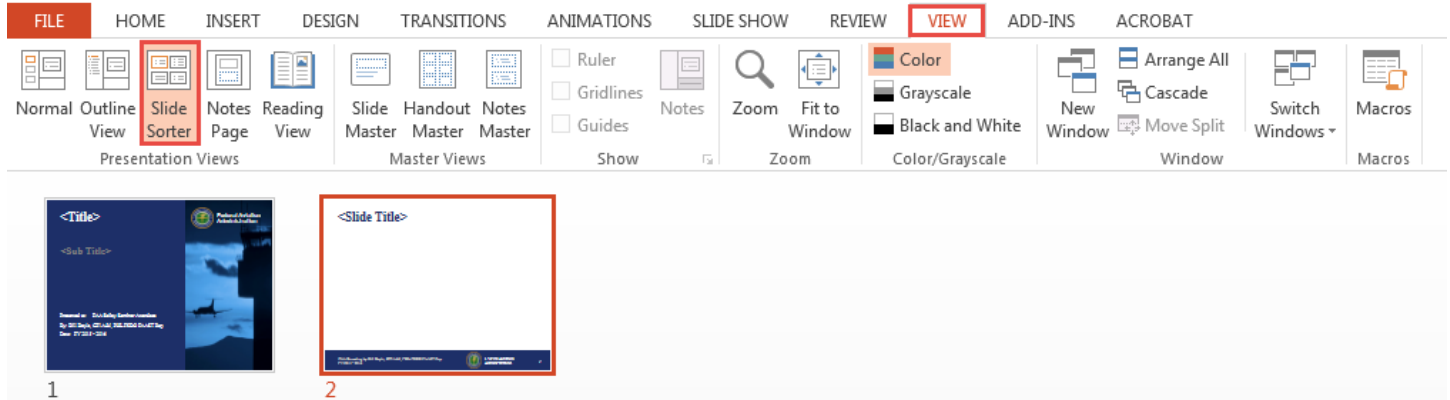 FILE HOME INSERT DESIGN TRANSITIONS ANIMATIONS SLIDE SHOW REVIEW VIEW ADD-INS ACROBAT
Normal
Outline
View
Slide
Sorter
Notes
Page
Reading
View
Presentation Views
Slide
Master
Handout
Master
Notes
Master
Master Views
Ruler
Gridlines
Guides
Notes
Show
Zoom
Fit to
Window
Zoom
Color
Grayscale
Black and White
Color/Grayscale
New
Window
Arrange All
Cascade
Move Split
Switch
Windows
Window
Macros
Macros
<Title>
Federal Aviation
Administration
<Sub Title>
1
<Slide Title>
2